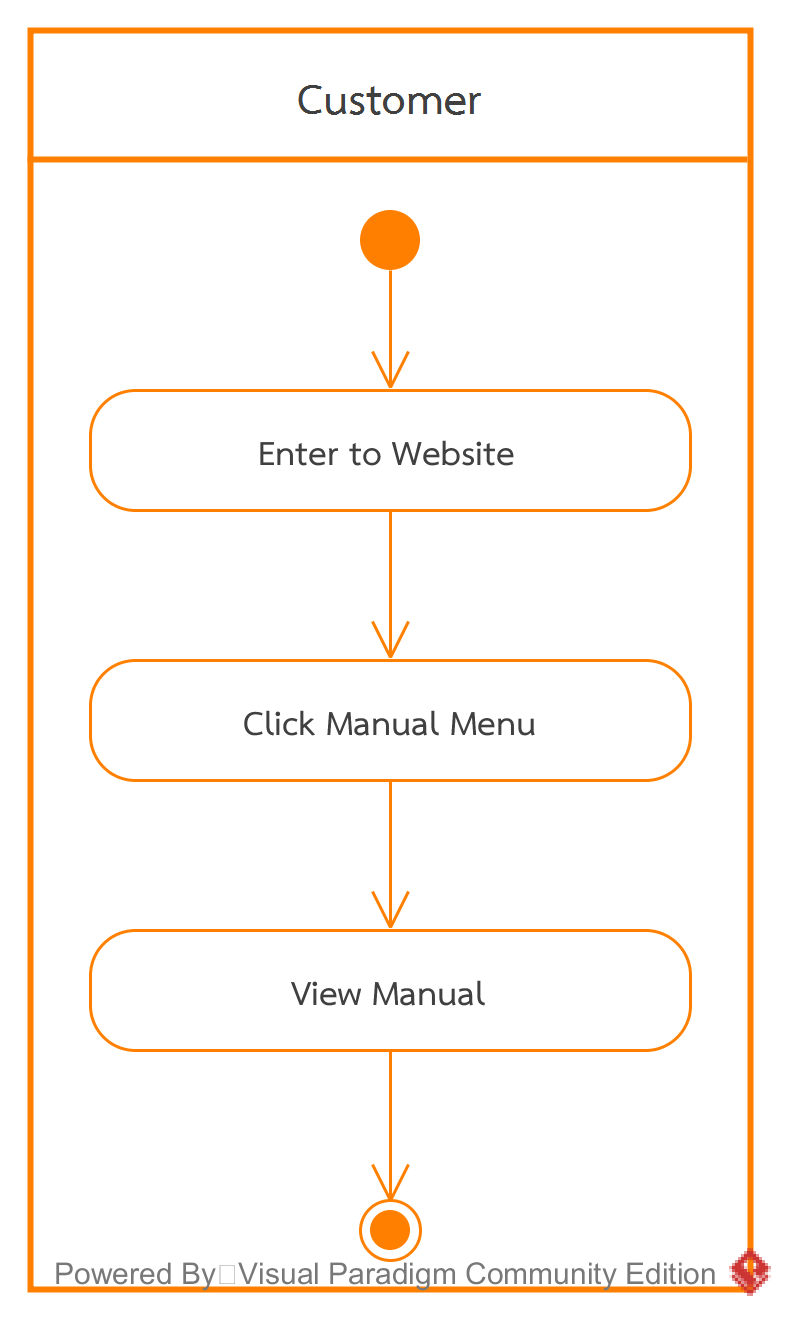 Customer
Enter to Website
Click Manual Menu
View Manual
Powered By Visual Paradigm Community Edition